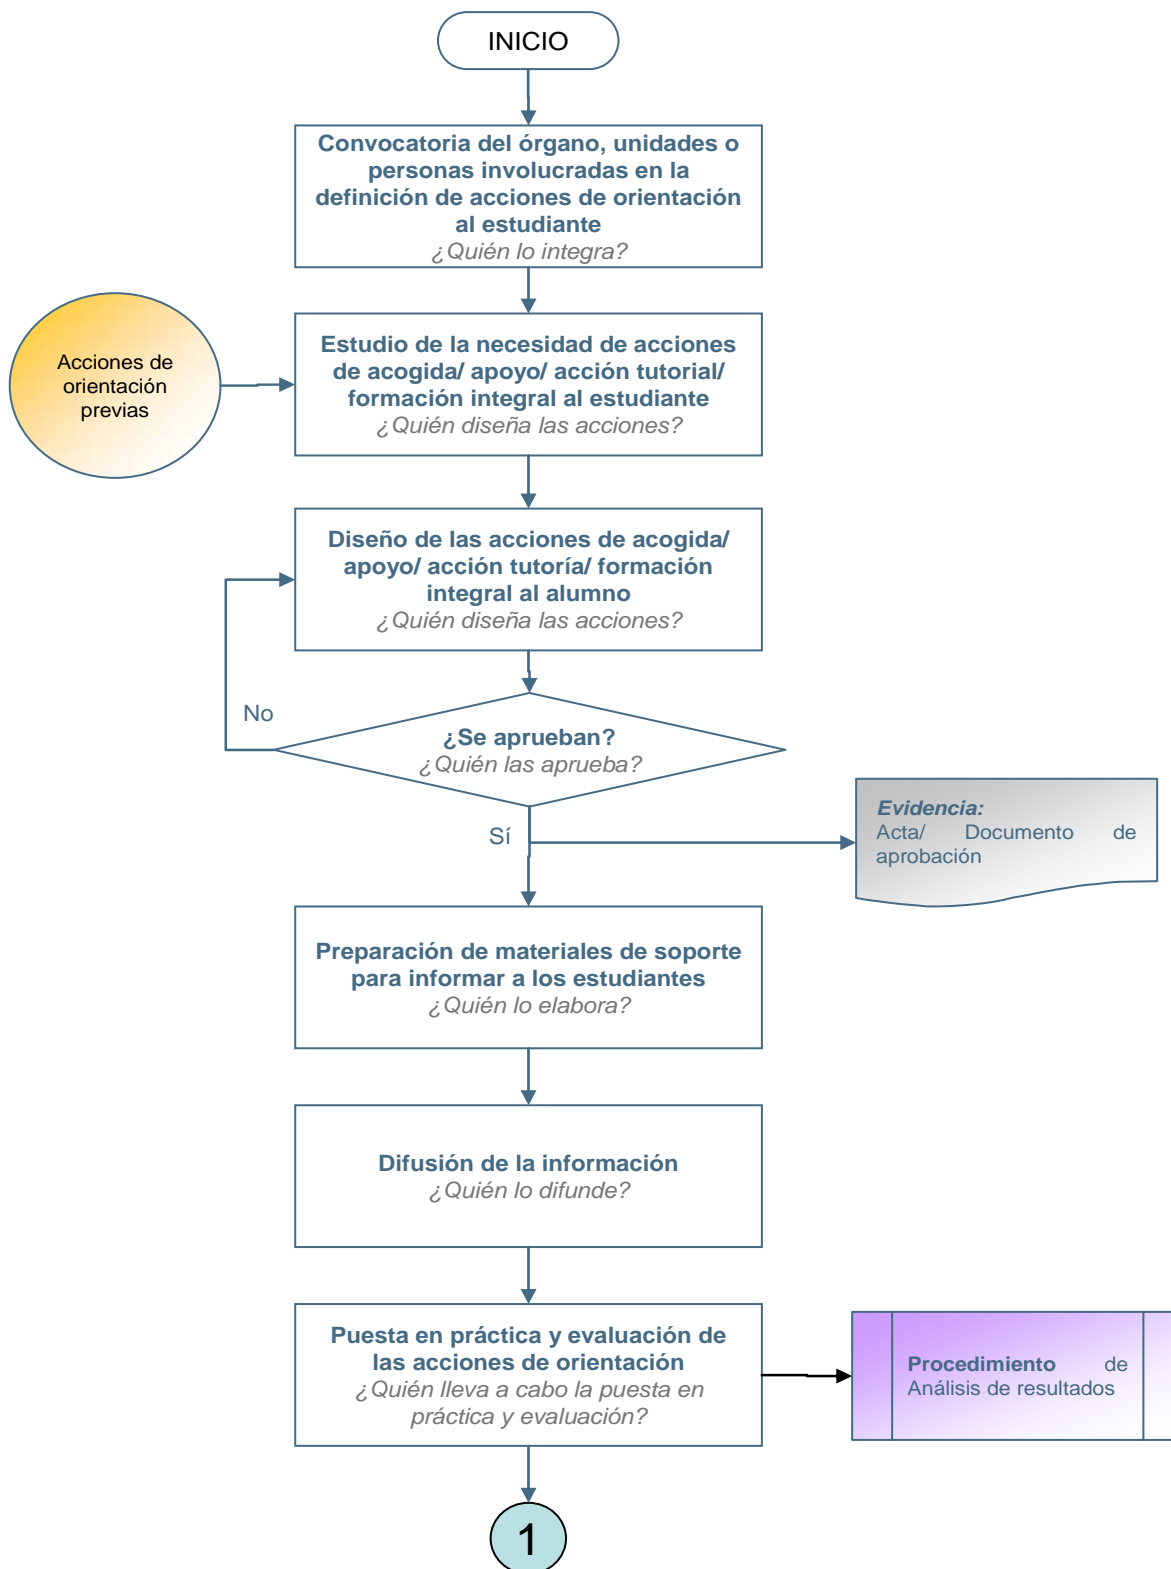 INICIO
Convocatoria del órgano, unidades o
personas involucradas en la
definición de acciones de orientación
al estudiante
¿Quién lo integra?
Acciones de
orientación
previas
Estudio de la necesidad de acciones
de acogida/ apoyo/ acción tutorial/
formación integral al estudiante
¿Quién diseña las acciones?
Diseño de las acciones de acogida/
apoyo/ acción tutoría/ formación
integral al alumno
¿Quién diseña las acciones?
No
¿Se aprueban?
¿Quién las aprueba?
Sí
Evidencia:
Acta/ Documento de
aprobación
Preparación de materiales de soporte
para informar a los estudiantes
¿Quién lo elabora?
Difusión de la información
¿Quién lo difunde?
Puesta en práctica y evaluación de
las acciones de orientación
¿Quién lleva a cabo la puesta en
práctica y evaluación?
Procedimiento de
Análisis de resultados
1